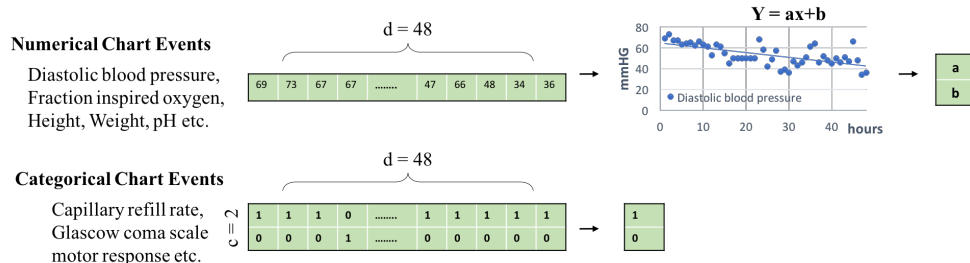 Numerical Chart Events
Diastolic blood pressure,
Fraction inspired oxygen,
Height, Weight, pH etc.
d = 48
69 73 67 67 ........ 47 66 48 34 36
Y = ax+b
mmHG
80
60
40
20
0
Diastolic blood pressure
0 10 20 30 40 hours
a
b
Categorical Chart Events
Capillary refill rate,
Glascow coma scale
motor response etc.
d = 48
c = 2
1 1 1 0 ........ 1 1 1 1 1
0 0 0 1 ........ 0 0 0 0 0
1
0